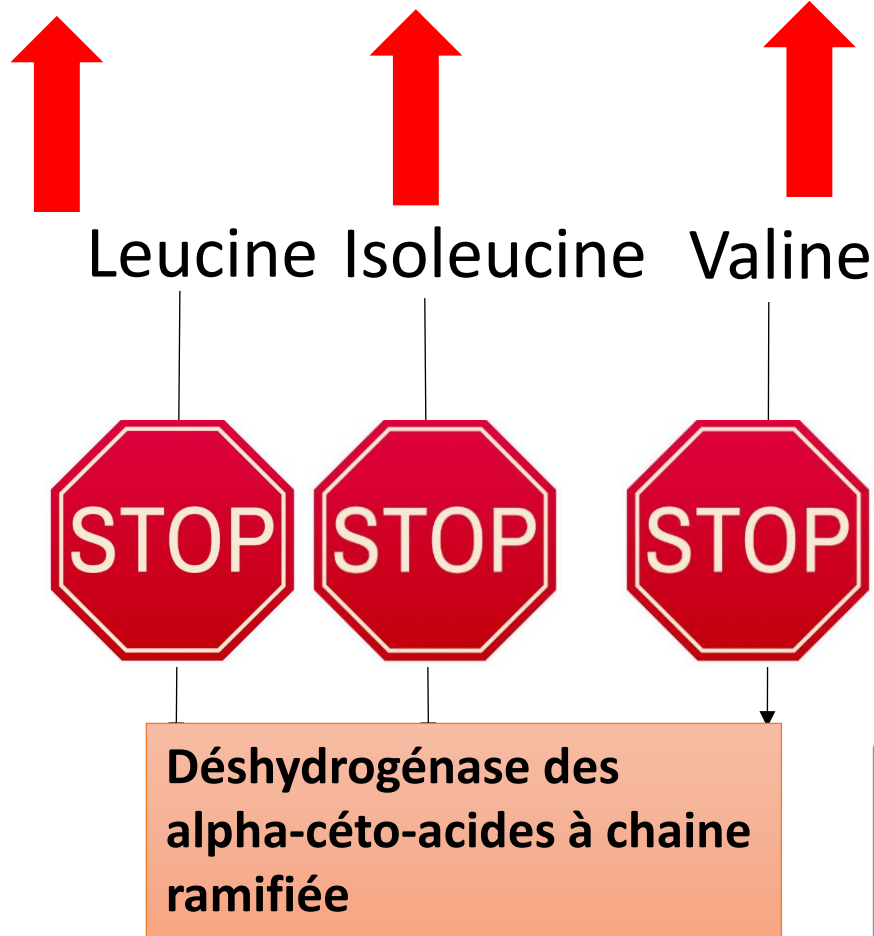 Leucine Isoleucine Valine
STOP STOP STOP
Déshydrogénase des
alpha-céto-acides à chaine
ramifiée